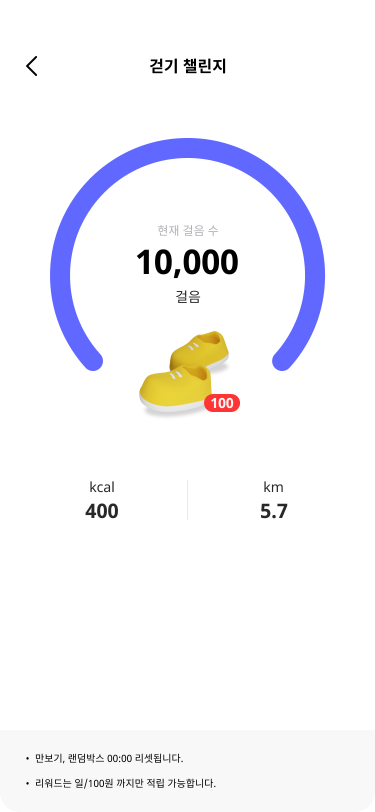 걷기 챌린지
현재 걸음 수
10,000
걸음
100
kcal
400
km
5.7
• 만보기, 랜덤박스 00:00 리셋됩니다.
• 리워드는 일/100원 까지만 적립 가능합니다.